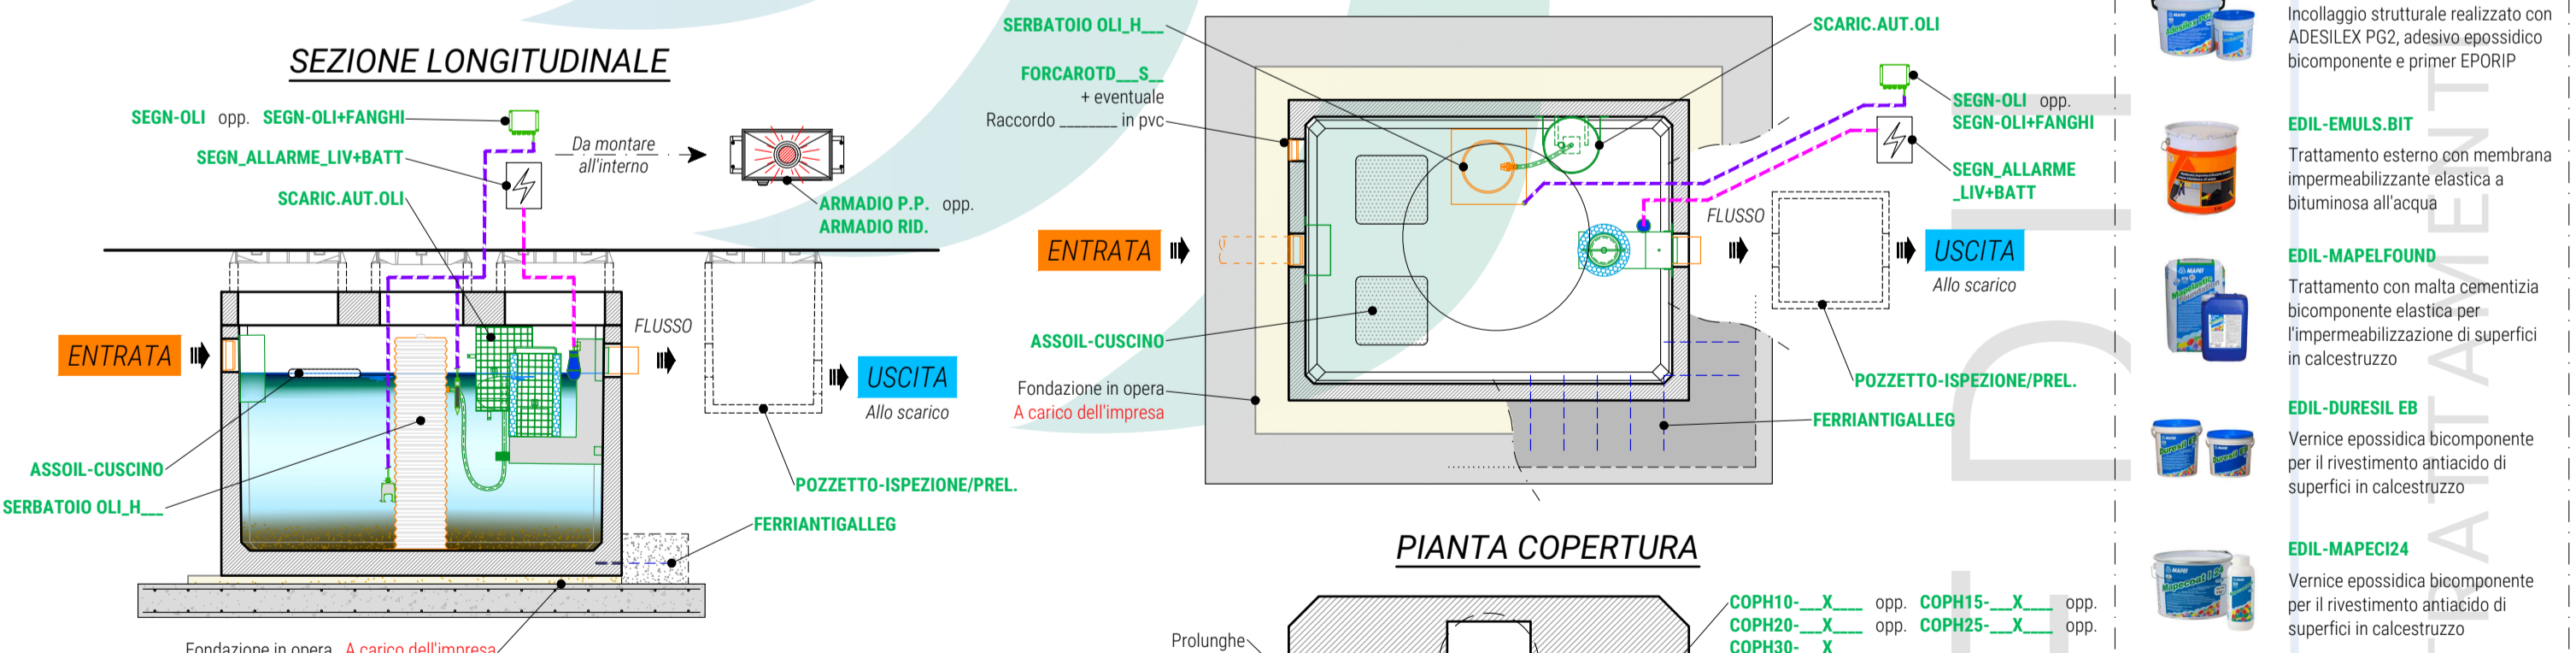 SEZIONE LONGITUDINALE
SEGN-OLI opp. SEGN-OLI+FANGHI
SEGN_ALLARME_LIV+BATT
SCARIC.AUT.OLI
Da montare
all'interno
ARMADIO P.P. opp.
ARMADIO RID.
FLUSSO
ENTRATA
USCITA
Allo scarico
ASSOIL-CUSCINO
SERBATOIO OLI_H___
POZZETTO-ISPEZIONE/PREL.
FERRIANTIGALLEG
Fondazione in opera A carico dell'impresa
SERBATOIO OLI_H___
FORCAROTD___S__
+ eventuale
Raccordo ________ in pvc
ENTRATA
ASSOIL-CUSCINO
Fondazione in opera
A carico dell'impresa
SCARIC.AUT.OLI
SEGN-OLI opp.
SEGN-OLI+FANGHI
SEGN_ALLARME
_LIV+BATT
FLUSSO
USCITA
Allo scarico
POZZETTO-ISPEZIONE/PREL.
FERRIANTIGALLEG
PIANTA COPERTURA
Prolunghe
COPH10-___X____ opp. COPH15-___X____ opp.
COPH20-___X____ opp. COPH25-___X____ opp.
COPH30-___X____
Incollaggio strutturale realizzato con
ADESILEX PG2, adesivo epossidico
bicomponente e primer EPORIP
EDIL-EMULS.BIT
Trattamento esterno con membrana
impermeabilizzante elastica a
bituminosa all'acqua
EDIL-MAPELFOUND
Trattamento con malta cementizia
bicomponente elastica per
l'impermeabilizzazione di superfici
in calcestruzzo
EDIL-DURESIL EB
Vernice epossidica bicomponente
per il rivestimento antiacido di
superfici in calcestruzzo
EDIL-MAPECI24
Vernice epossidica bicomponente
per il rivestimento antiacido di
superfici in calcestruzzo